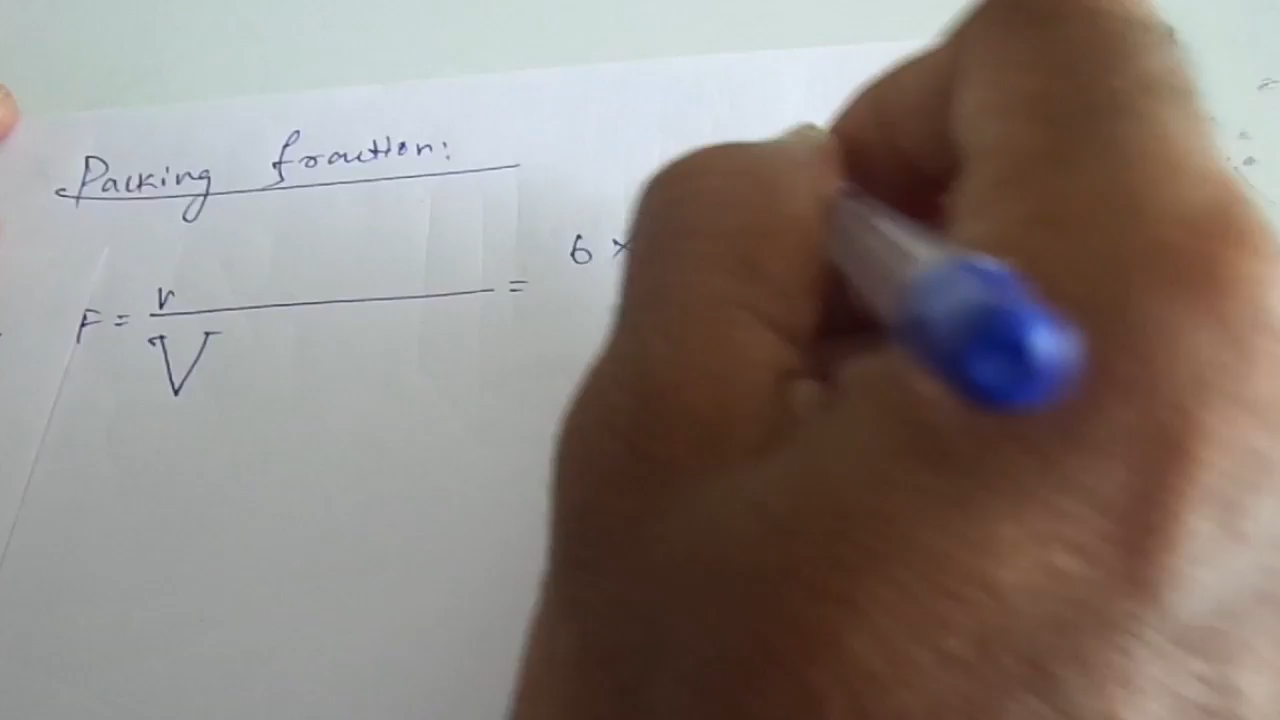 Packing fraction:
6 ×
F = v =
V